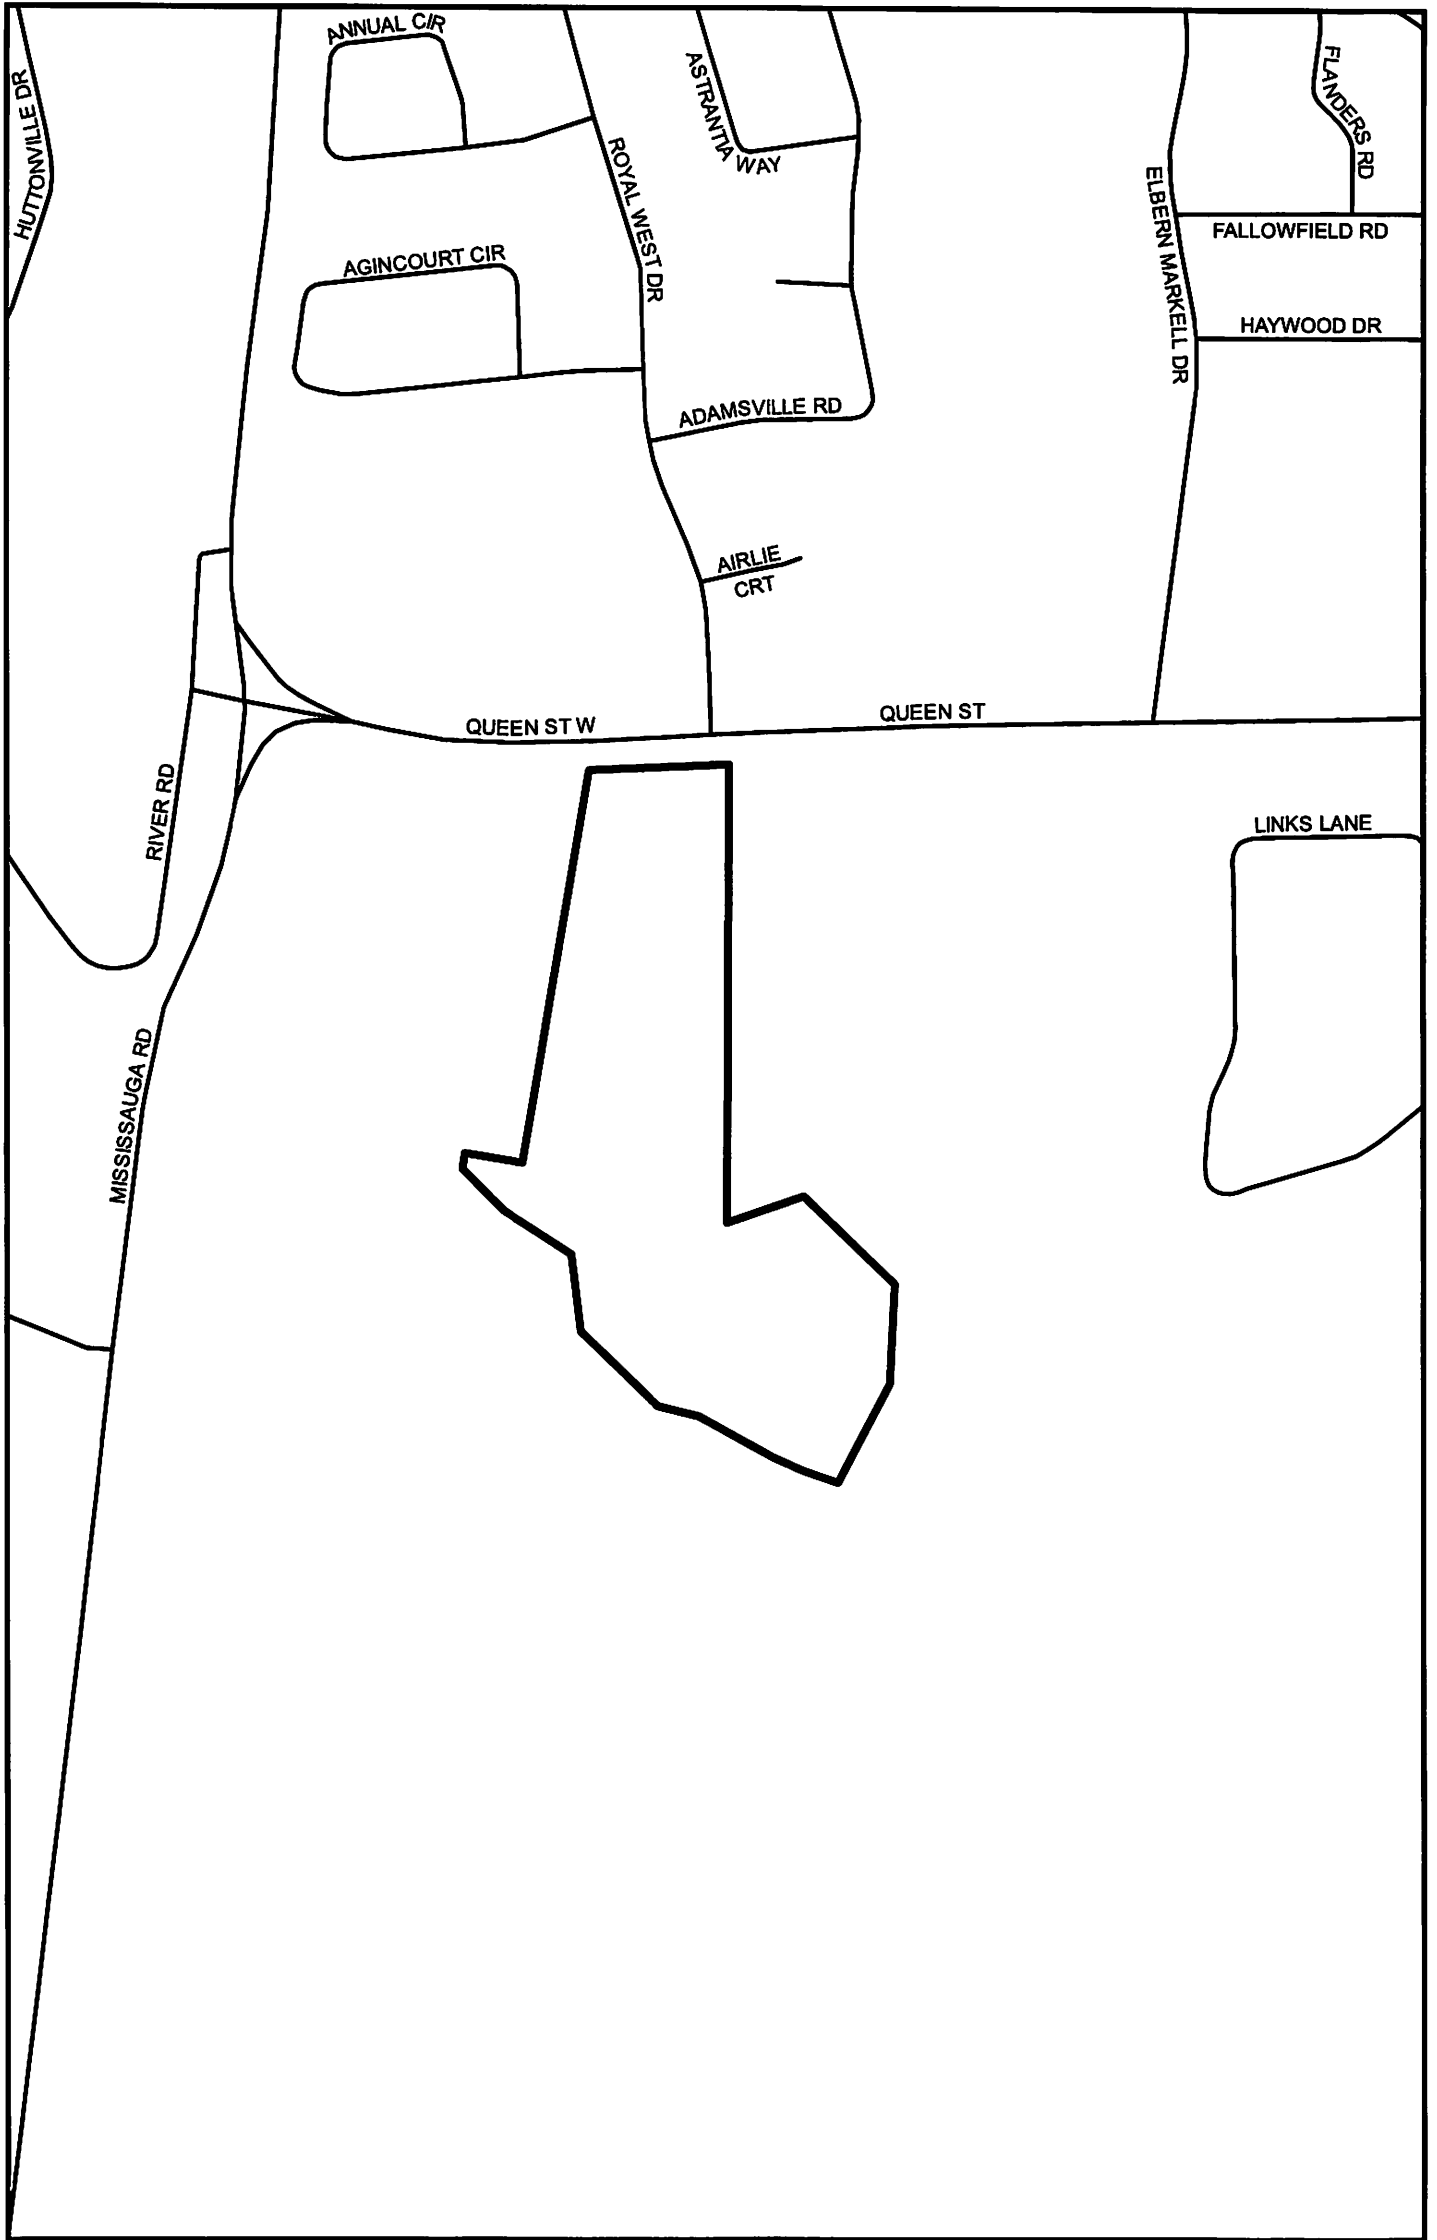 ANNUAL CIR
HUTTONVILLE DR
ASTRANTIA WAY
FLANDERS RD
ROYAL WEST DR
ELBERN MARKELL DR
FALLOWFIELD RD
AGINCOURT CIR
HAYWOOD DR
ADAMSVILLE RD
AIRLIE
CRT
QUEEN ST W
QUEEN ST
RIVER RD
LINKS LANE
MISSISSAUGA RD